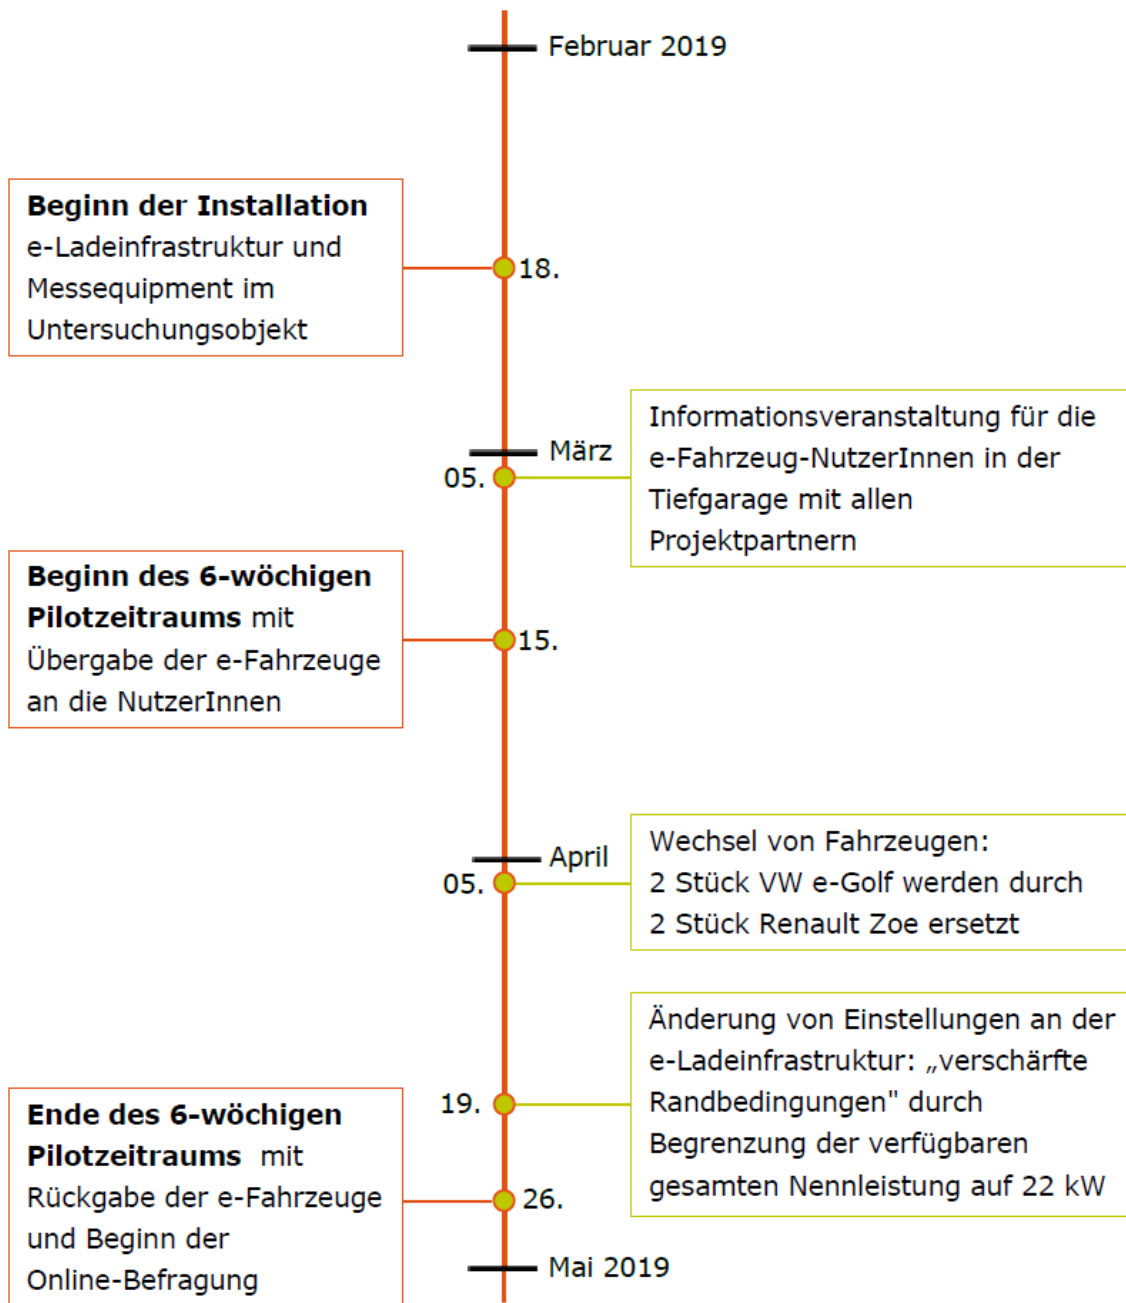 Februar 2019
Beginn der Installation
e-Ladeinfrastruktur und
Messequipment im
Untersuchungsobjekt
18.
März
05.
Informationsveranstaltung für die
e-Fahrzeug-NutzerInnen in der
Tiefgarage mit allen
Projektpartnern
Beginn des 6-wöchigen
Pilotzeitraums mit
Übergabe der e-Fahrzeuge
an die NutzerInnen
15.
April
05.
Wechsel von Fahrzeugen:
2 Stück VW e-Golf werden durch
2 Stück Renault Zoe ersetzt
19.
Änderung von Einstellungen an der
e-Ladeinfrastruktur: „verschärfte
Randbedingungen" durch
Begrenzung der verfügbaren
gesamten Nennleistung auf 22 kW
Ende des 6-wöchigen
Pilotzeitraums mit
Rückgabe der e-Fahrzeuge
und Beginn der
Online-Befragung
26.
Mai 2019